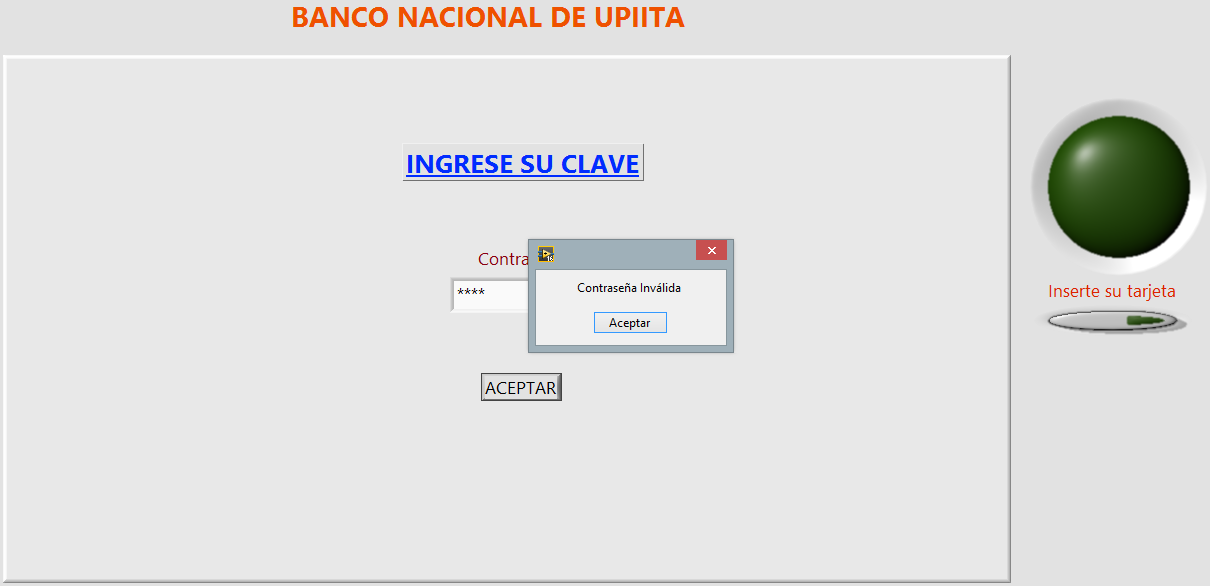 BANCO NACIONAL DE UPIITA
INGRESE SU CLAVE
Contra
****
Contraseña Inválida
Aceptar
ACEPTAR
Inserte su tarjeta